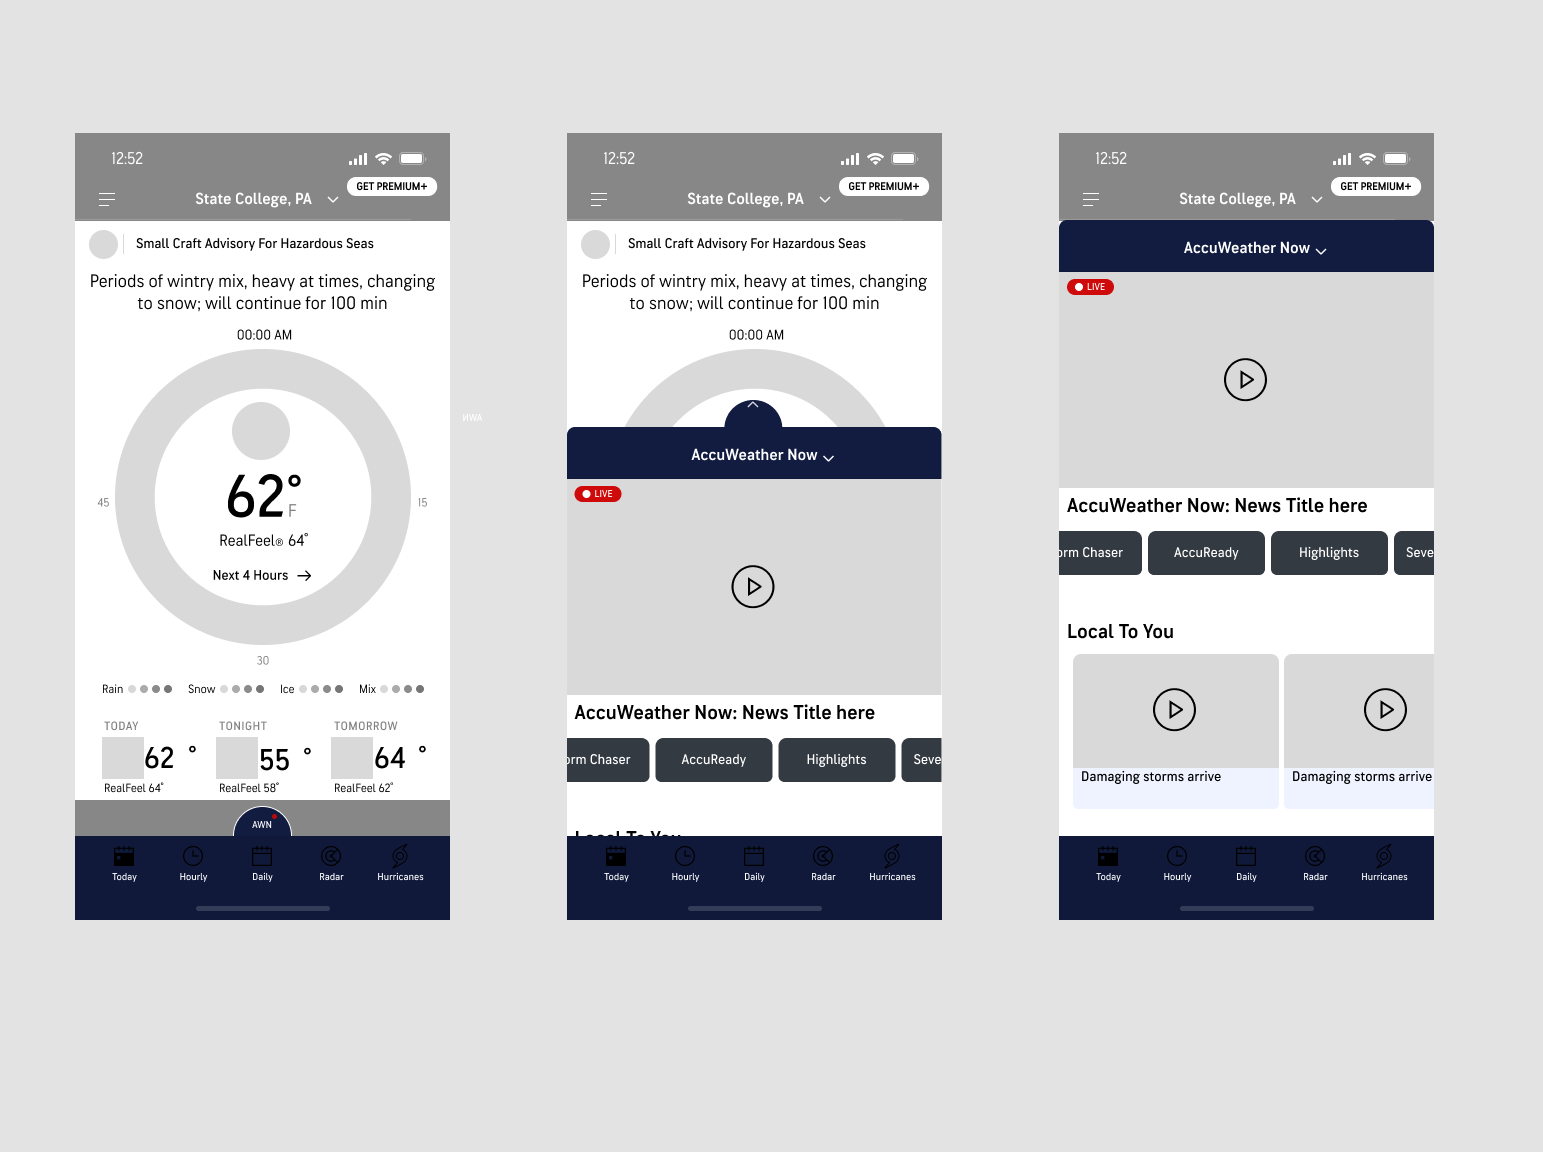 12:52
State College, PA
GET PREMIUM+
Small Craft Advisory For Hazardous Seas
Periods of wintry mix, heavy at times, changing
to snow; will continue for 100 min
00:00 AM
62°
F
RealFeel® 64°
Next 4 Hours
45
15
30
Rain
Snow
Ice
Mix
TODAY
TONIGHT
TOMORROW
62 °
55 °
64 °
RealFeel 64°
RealFeel 58°
RealFeel 62°
AWN
Today
Hourly
Daily
Radar
Hurricanes
AWN
12:52
State College, PA
GET PREMIUM+
Small Craft Advisory For Hazardous Seas
Periods of wintry mix, heavy at times, changing
to snow; will continue for 100 min
00:00 AM
AccuWeather Now
LIVE
AccuWeather Now: News Title here
orm Chaser
AccuReady
Highlights
Seve
Local To You
Today
Hourly
Daily
Radar
Hurricanes
12:52
State College, PA
GET PREMIUM+
AccuWeather Now
LIVE
AccuWeather Now: News Title here
orm Chaser
AccuReady
Highlights
Seve
Local To You
Damaging storms arrive
Damaging storms arrive
Today
Hourly
Daily
Radar
Hurricanes